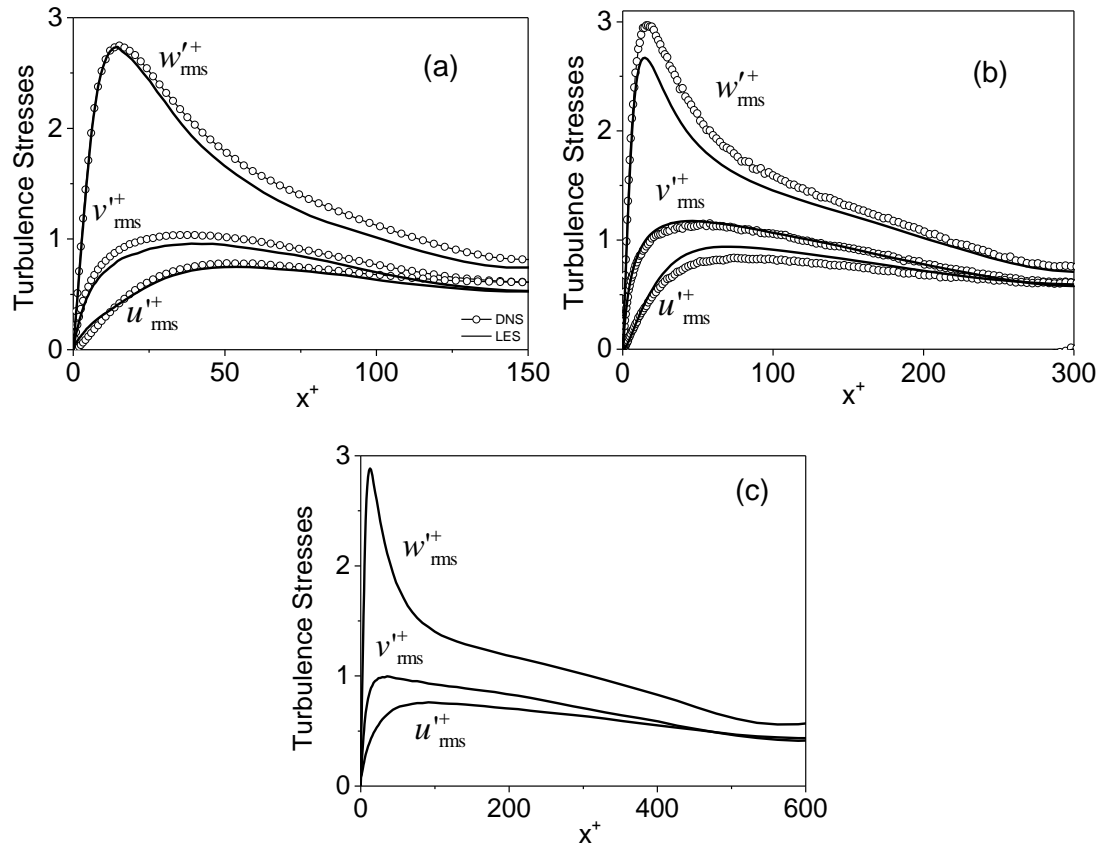 3
2
1
0
Turbulence Stresses
w'+rms
(a)
v'+rms
u'+rms
DNS
LES
0 50 100 150
x+
3
2
1
0
Turbulence Stresses
w'+rms
(b)
v'+rms
u'+rms
0 100 200 300
x+
3
2
1
0
Turbulence Stresses
(c)
w'+rms
v'+rms
u'+rms
0 200 400 600
x+